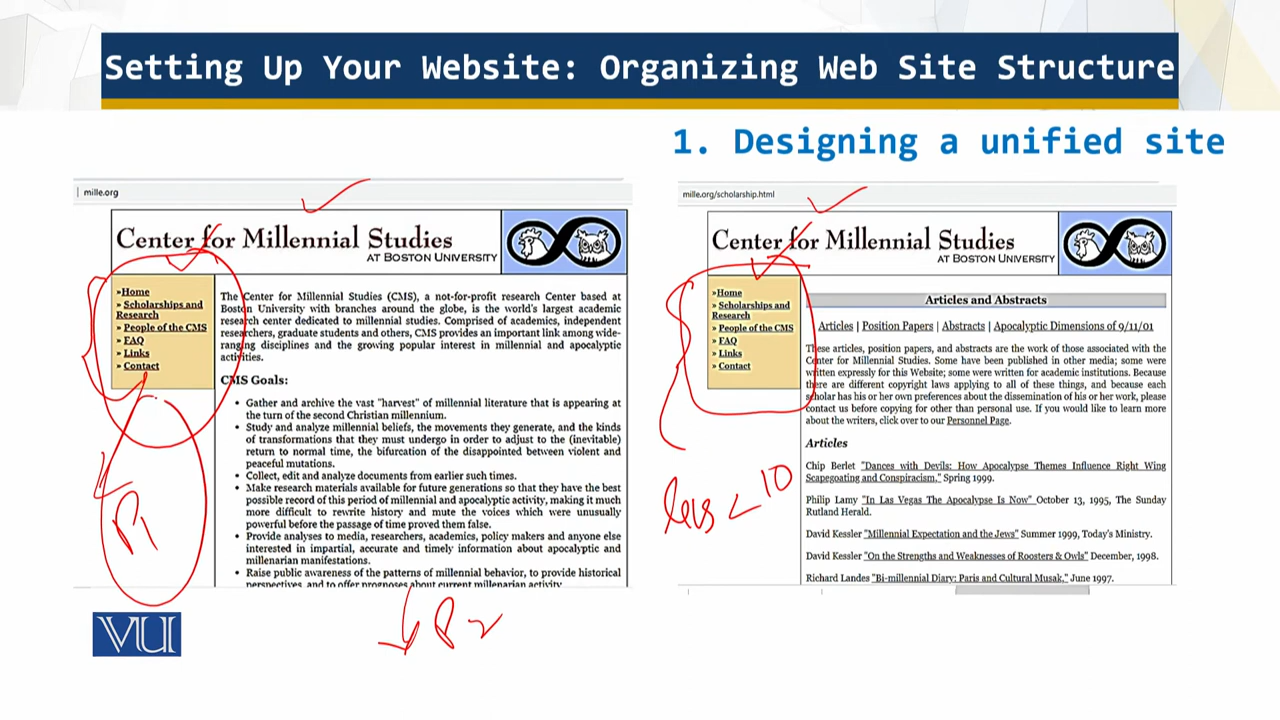 Setting Up Your Website: Organizing Web Site Structure
1. Designing a unified site
mille.org
Center for Millennial Studies
AT BOSTON UNIVERSITY
»Home
» Scholarships and
Research
» People of the CMS
» FAQ
» Links
» Contact
The Center for Millennial Studies (CMS), a not-for-profit research Center based at
Boston University with branches around the globe, is the world's largest academic
research center dedicated to millennial studies. Comprised of academics, independent
researchers, graduate students and others, CMS provides an important link among wide-
ranging disciplines and the growing popular interest in millennial and apocalyptic
activities.
CMS Goals:
• Gather and archive the vast "harvest" of millennial literature that is appearing at
the turn of the second Christian millennium.
• Study and analyze millennial beliefs, the movements they generate, and the kinds
of transformations that they must undergo in order to adjust to the (inevitable)
return to normal time, the bifurcation of the disappointed between violent and
peaceful mutations.
• Collect, edit and analyze documents from earlier such times.
• Make research materials available for future generations so that they have the best
possible record of this period of millennial and apocalyptic activity, making it much
more difficult to rewrite history and mute the voices which were unusually
powerful before the passage of time proved them false.
• Provide analyses to media, researchers, academics, policy makers and anyone else
interested in impartial, accurate and timely information about apocalyptic and
millenarian manifestations.
• Raise public awareness of the patterns of millennial behavior, to provide historical
perspectives, and to offer prognoses about current millenarian activity
P1
P2
VU
mille.org/scholarship.html
Center for Millennial Studies
AT BOSTON UNIVERSITY
»Home
» Scholarships and
Research
» People of the CMS
» FAQ
» Links
» Contact
Articles and Abstracts
Articles | Position Papers | Abstracts | Apocalyptic Dimensions of 9/11/01
These articles, position papers, and abstracts are the work of those associated with the
Center for Millennial Studies. Some have been published in other media; some were
written expressly for this Website; some were written for academic institutions. Because
there are different copyright laws applying to all of these things, and because each
scholar has his or her own preferences about the dissemination of his or her work, please
contact us before copying for other than personal use. If you would like to learn more
about the writers, click over to our Personnel Page.
Articles
Chip Berlet "Dances with Devils: How Apocalypse Themes Influence Right Wing
Scapegoating and Conspiracism," Spring 1999.
Philip Lamy "In Las Vegas The Apocalypse Is Now" October 13, 1995, The Sunday
Rutland Herald.
David Kessler "Millennial Expectation and the Jews" Summer 1999, Today's Ministry.
David Kessler "On the Strengths and Weaknesses of Roosters & Owls" December, 1998.
Richard Landes "Bi-millennial Diary: Paris and Cultural Musak," June 1997.
less < 10